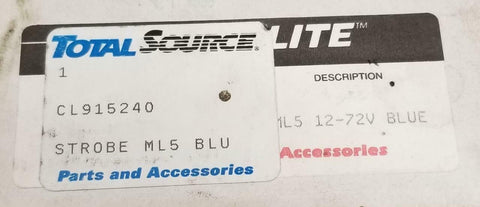 TOTAL SOURCE®
1
CL915240
STROBE ML5 BLU
Parts and Accessories
LITE™
DESCRIPTION
ML5 12-72V BLUE
Accessories